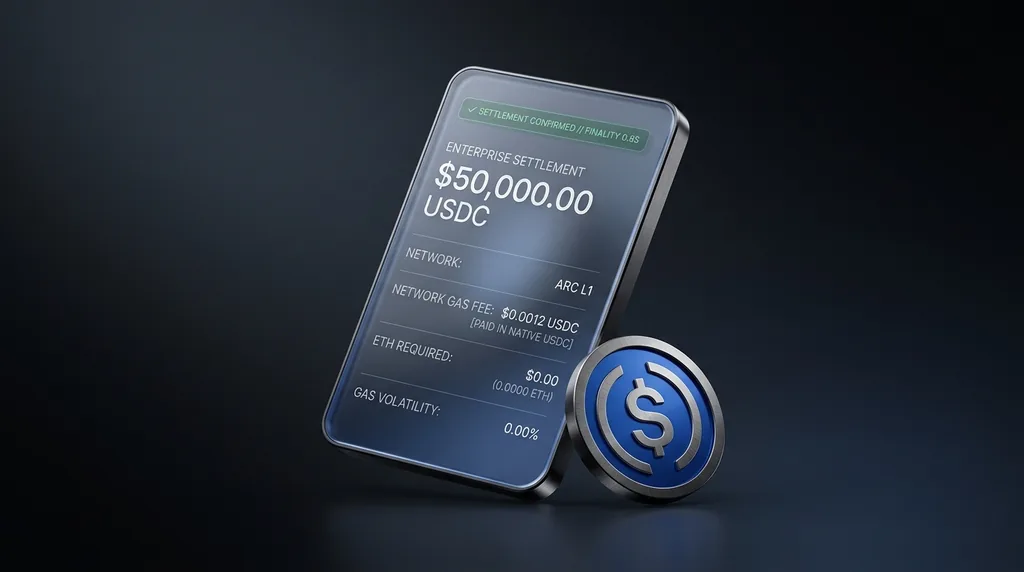 ✓ SETTLEMENT CONFIRMED // FINALITY 0.8S
ENTERPRISE SETTLEMENT
$50,000.00
USDC
NETWORK:
ARC L1
NETWORK GAS FEE: $0.0012 USDC
[PAID IN NATIVE USDC]
ETH REQUIRED:
$0.00
(0.0000 ETH)
GAS VOLATILITY:
0.00%
$